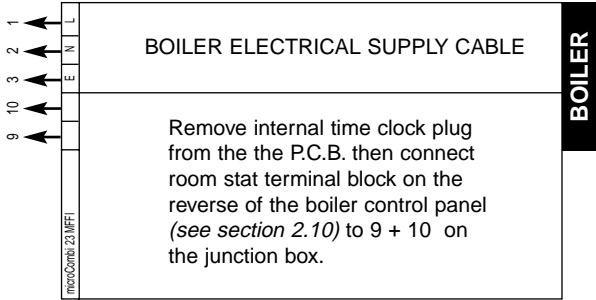 1 L
2 N
3 E
10
9
BOILER ELECTRICAL SUPPLY CABLE
BOILER
Remove internal time clock plug
from the the P.C.B. then connect
room stat terminal block on the
reverse of the boiler control panel
(see section 2.10) to 9 + 10 on
the junction box.
microCombi 23 MFFI